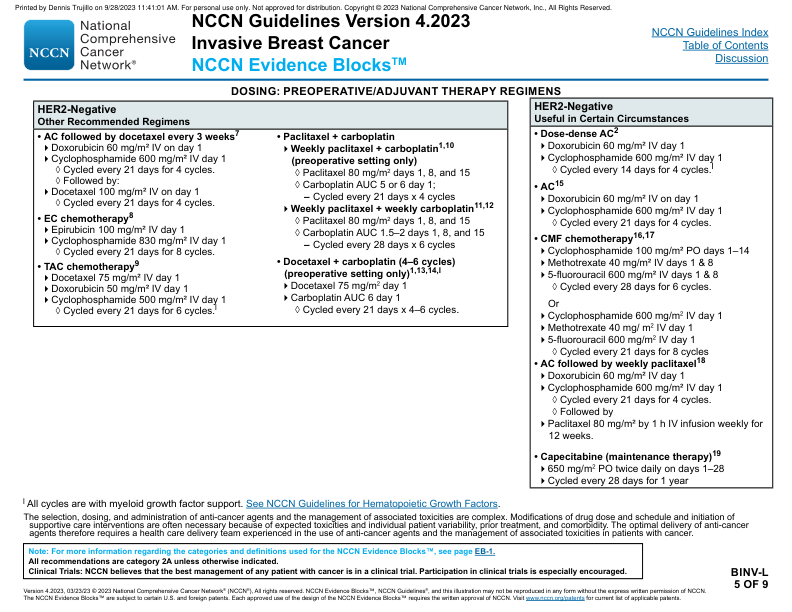 Printed by Dennis Trujillo on 9/28/2023 11:41:01 AM. For personal use only. Not approved for distribution. Copyright © 2023 National Comprehensive Cancer Network, Inc., All Rights Reserved.
NCCN
National
Comprehensive
Cancer
Network®
NCCN Guidelines Version 4.2023
Invasive Breast Cancer
NCCN Evidence Blocks™
NCCN Guidelines Index
Table of Contents
Discussion
DOSING: PREOPERATIVE/ADJUVANT THERAPY REGIMENS
HER2-Negative
Other Recommended Regimens
• AC followed by docetaxel every 3 weeks7
Doxorubicin 60 mg/m² IV on day 1
Cyclophosphamide 600 mg/m² IV day 1
◊ Cycled every 21 days for 4 cycles.
◊ Followed by:
Docetaxel 100 mg/m² IV on day 1
◊ Cycled every 21 days for 4 cycles.
• EC chemotherapy8
Epirubicin 100 mg/m² IV day 1
Cyclophosphamide 830 mg/m² IV day 1
◊ Cycled every 21 days for 8 cycles.
• TAC chemotherapy9
Docetaxel 75 mg/m² IV day 1
Doxorubicin 50 mg/m² IV day 1
Cyclophosphamide 500 mg/m² IV day 1
◊ Cycled every 21 days for 6 cycles.l
• Paclitaxel + carboplatin
Weekly paclitaxel + carboplatin1,10
(preoperative setting only)
◊ Paclitaxel 80 mg/m² days 1, 8, and 15
◊ Carboplatin AUC 5 or 6 day 1;
– Cycled every 21 days x 4 cycles
Weekly paclitaxel + weekly carboplatin11,12
◊ Paclitaxel 80 mg/m² days 1, 8, and 15
◊ Carboplatin AUC 1.5–2 days 1, 8, and 15
– Cycled every 28 days x 6 cycles
• Docetaxel + carboplatin (4–6 cycles)
(preoperative setting only)1,13,14,l
Docetaxel 75 mg/m² day 1
Carboplatin AUC 6 day 1
◊ Cycled every 21 days x 4–6 cycles.
HER2-Negative
Useful in Certain Circumstances
• Dose-dense AC2
Doxorubicin 60 mg/m² IV day 1
Cyclophosphamide 600 mg/m² IV day 1
◊ Cycled every 14 days for 4 cycles.l
• AC15
Doxorubicin 60 mg/m² IV on day 1
Cyclophosphamide 600 mg/m² IV day 1
◊ Cycled every 21 days for 4 cycles.
• CMF chemotherapy16,17
Cyclophosphamide 100 mg/m² PO days 1–14
Methotrexate 40 mg/m² IV days 1 & 8
5-fluorouracil 600 mg/m² IV days 1 & 8
◊ Cycled every 28 days for 6 cycles.
Or
Cyclophosphamide 600 mg/m² IV day 1
Methotrexate 40 mg/ m² IV day 1
5-fluorouracil 600 mg/m² IV day 1
◊ Cycled every 21 days for 8 cycles
• AC followed by weekly paclitaxel18
Doxorubicin 60 mg/m² IV day 1
Cyclophosphamide 600 mg/m² IV day 1
◊ Cycled every 21 days for 4 cycles.
◊ Followed by
Paclitaxel 80 mg/m² by 1 h IV infusion weekly for
12 weeks.
• Capecitabine (maintenance therapy)19
650 mg/m² PO twice daily on days 1–28
Cycled every 28 days for 1 year
l All cycles are with myeloid growth factor support. See NCCN Guidelines for Hematopoietic Growth Factors.
The selection, dosing, and administration of anti-cancer agents and the management of associated toxicities are complex. Modifications of drug dose and schedule and initiation of
supportive care interventions are often necessary because of expected toxicities and individual patient variability, prior treatment, and comorbidity. The optimal delivery of anti-cancer
agents therefore requires a health care delivery team experienced in the use of anti-cancer agents and the management of associated toxicities in patients with cancer.
Note: For more information regarding the categories and definitions used for the NCCN Evidence Blocks™, see page EB-1.
All recommendations are category 2A unless otherwise indicated.
Clinical Trials: NCCN believes that the best management of any patient with cancer is in a clinical trial. Participation in clinical trials is especially encouraged.
BINV-L
5 OF 9
Version 4.2023, 03/23/23 © 2023 National Comprehensive Cancer Network® (NCCN®), All rights reserved. NCCN Evidence Blocks™, NCCN Guidelines®, and this illustration may not be reproduced in any form without the express written permission of NCCN.
The NCCN Evidence Blocks™ are subject to certain U.S. and foreign patents. Each approved use of the design of the NCCN Evidence Blocks™ requires the written approval of NCCN. Visit www.nccn.org/patents for current list of applicable patents.